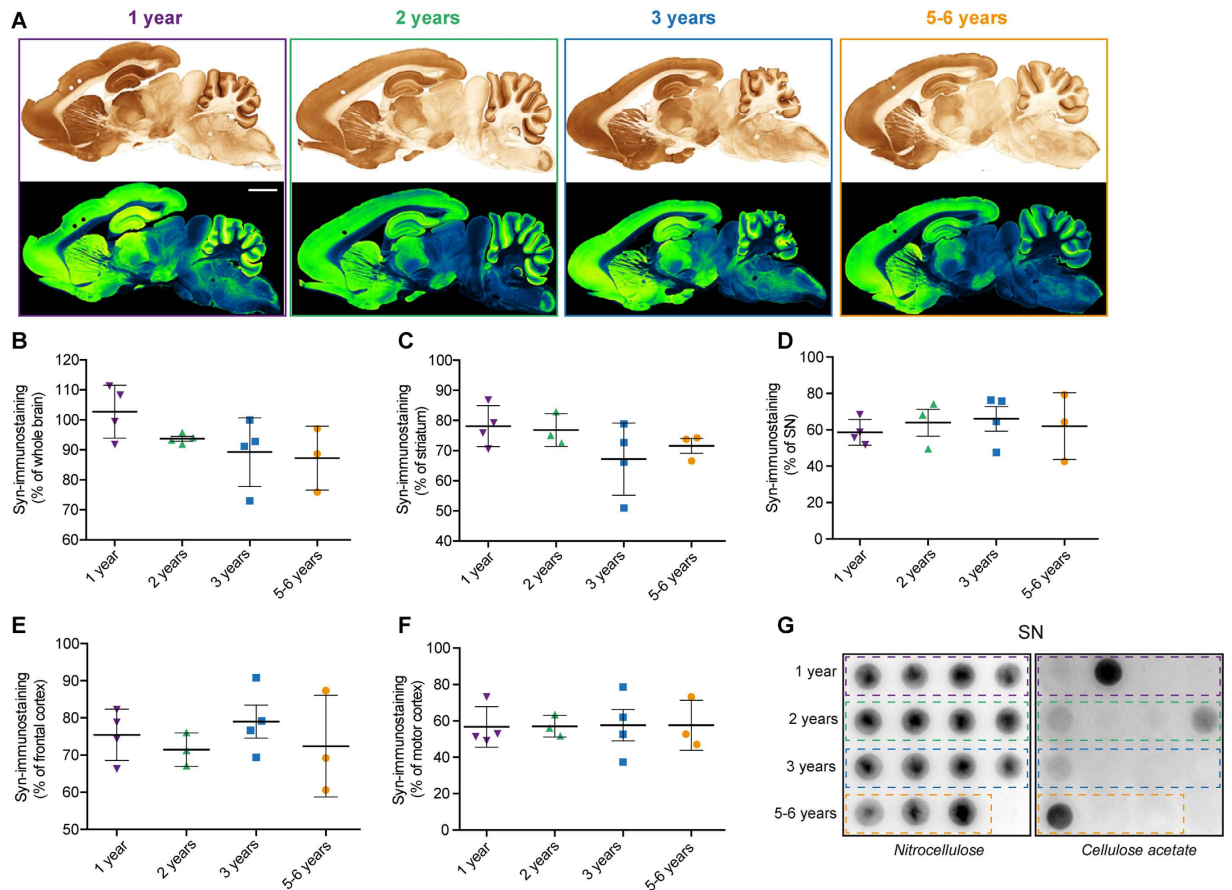 A
1 year
2 years
3 years
5-6 years
B
Syn-immunostaining
(% of whole brain)
120
110
100
90
80
70
60
1 year
2 years
3 years
5-6 years
C
Syn-immunostaining
(% of striatum)
100
90
80
70
60
50
40
1 year
2 years
3 years
5-6 years
D
Syn-immunostaining
(% of SN)
100
80
60
40
20
0
1 year
2 years
3 years
5-6 years
E
Syn-immunostaining
(% of frontal cortex)
100
90
80
70
60
50
1 year
2 years
3 years
5-6 years
F
Syn-immunostaining
(% of motor cortex)
100
80
60
40
20
0
1 year
2 years
3 years
5-6 years
G
SN
1 year
2 years
3 years
5-6 years
Nitrocellulose
Cellulose acetate